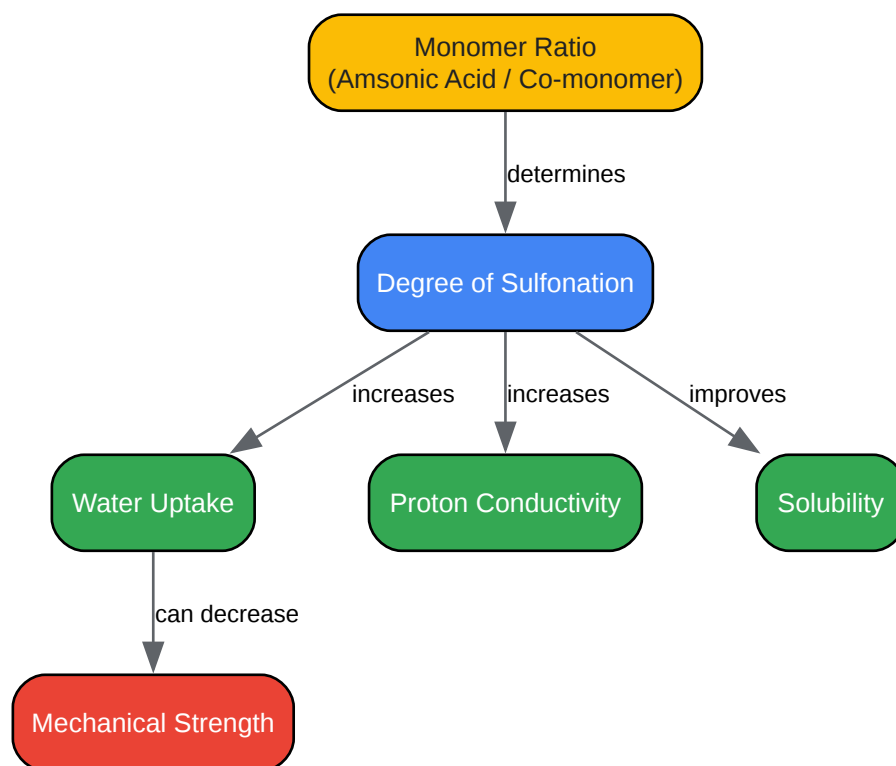 Monomer Ratio
(Amsonic Acid / Co-monomer)
determines
Degree of Sulfonation
increases
increases
improves
Water Uptake
Proton Conductivity
Solubility
can decrease
Mechanical Strength